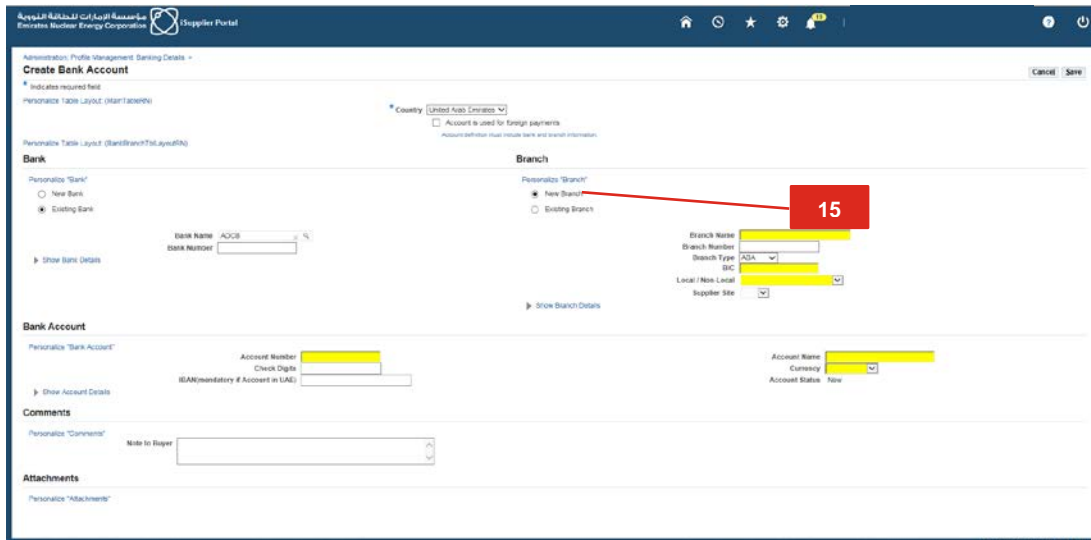 مؤسسة الإمارات للطاقة النووية
Emirates Nuclear Energy Corporation
iSupplier Portal
Administration: Profile Management: Banking Details >
Create Bank Account
Cancel Save
* Indicates required field
Personalize Table Layout: (MainTableRN)
* Country United Arab Emirates
Account is used for foreign payments
Account definition must include bank and branch information.
Personalize Table Layout: (BankBranchTblLayoutRN)
Bank Branch
Personalize "Bank" Personalize "Branch"
New Bank New Branch
15
Existing Bank Existing Branch
Bank Name ADCB Branch Name
Bank Number Branch Number
Show Bank Details Branch Type ABA
BIC
Local / Non-Local
Supplier Site
Show Branch Details
Bank Account
Personalize "Bank Account"
Account Number Account Name
Check Digits Currency
IBAN(mandatory if Account in UAE) Account Status New
Show Account Details
Comments
Personalize "Comments"
Note to Buyer
Attachments
Personalize "Attachments"